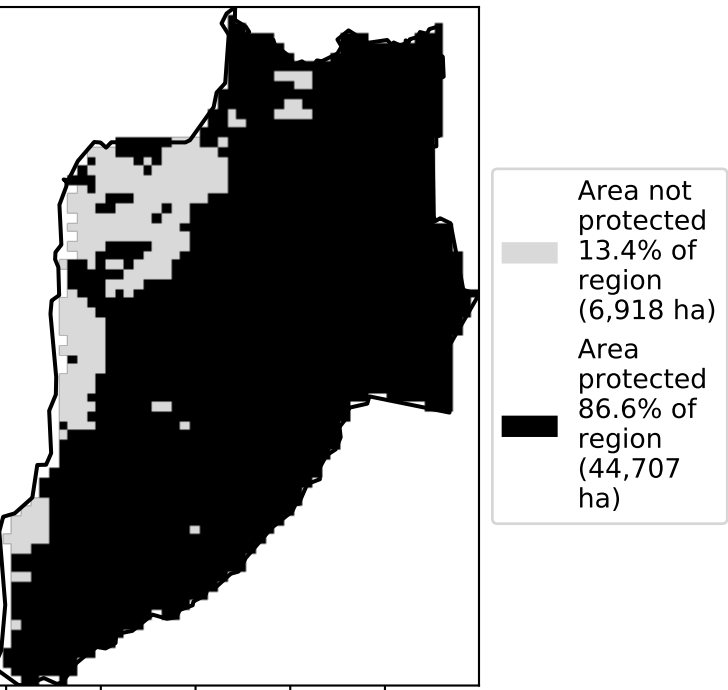 Area not
protected
13.4% of
region
(6,918 ha)
Area
protected
86.6% of
region
(44,707
ha)